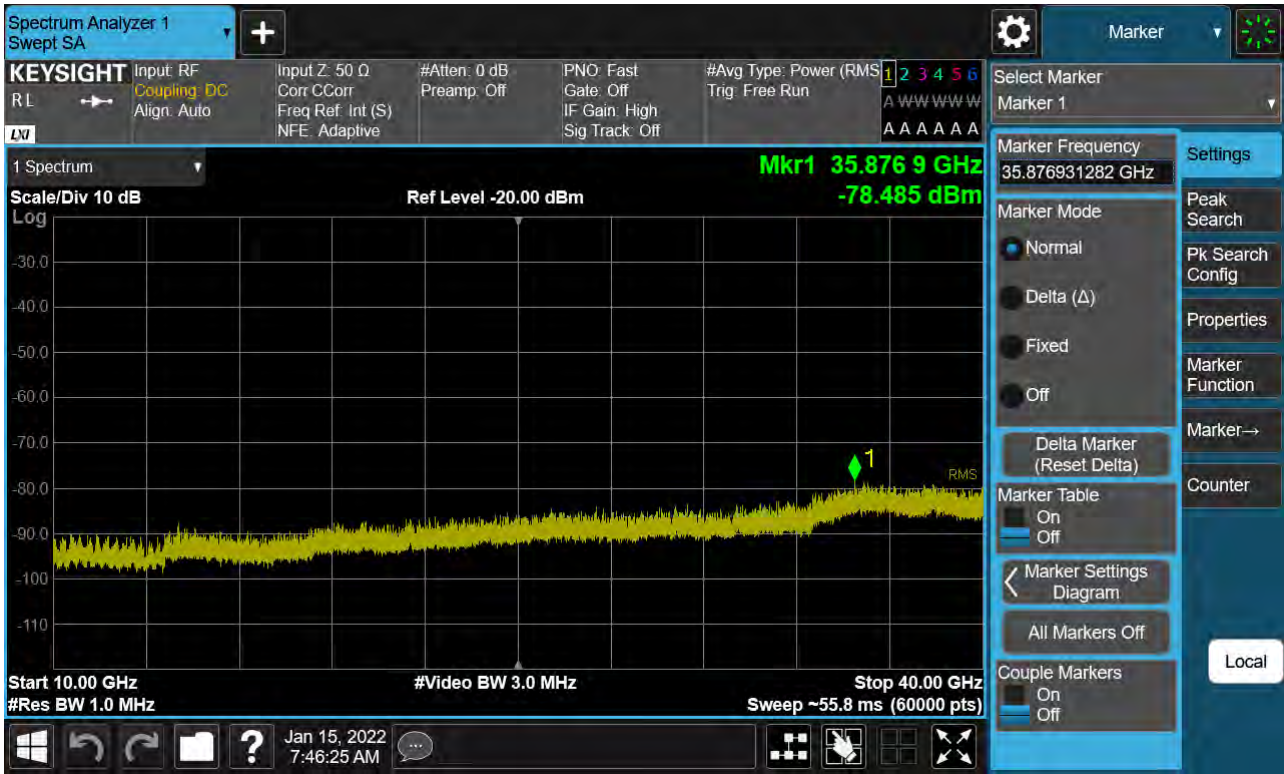 Spectrum Analyzer 1
Swept SA
Marker
KEYSIGHT
RL
LXI
Input: RF
Coupling: DC
Align: Auto
Input Z: 50 Ω
Corr CCorr
Freq Ref: Int (S)
NFE: Adaptive
#Atten: 0 dB
Preamp: Off
PNO: Fast
Gate: Off
IF Gain: High
Sig Track: Off
#Avg Type: Power (RMS
Trig: Free Run
1 2 3 4 5 6
A W W W W W
A A A A A A
Select Marker
Marker 1
1 Spectrum
Mkr1 35.876 9 GHz
-78.485 dBm
Scale/Div 10 dB
Ref Level -20.00 dBm
Log
-30.0
-40.0
-50.0
-60.0
-70.0
-80.0
-90.0
-100
-110
1
RMS
Start 10.00 GHz
#Video BW 3.0 MHz
Stop 40.00 GHz
#Res BW 1.0 MHz
Sweep ~55.8 ms (60000 pts)
Marker Frequency
35.876931282 GHz
Marker Mode
Normal
Delta (Δ)
Fixed
Off
Delta Marker
(Reset Delta)
Marker Table
On
Off
Marker Settings
Diagram
All Markers Off
Couple Markers
On
Off
Settings
Peak
Search
Pk Search
Config
Properties
Marker
Function
Marker→
Counter
Local
?
Jan 15, 2022
7:46:25 AM